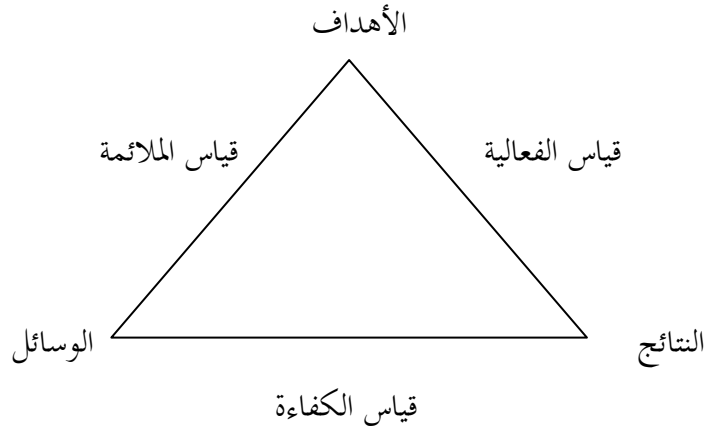 الأهداف
قياس الفعالية
قياس الملائمة
النتائج
الوسائل
قياس الكفاءة